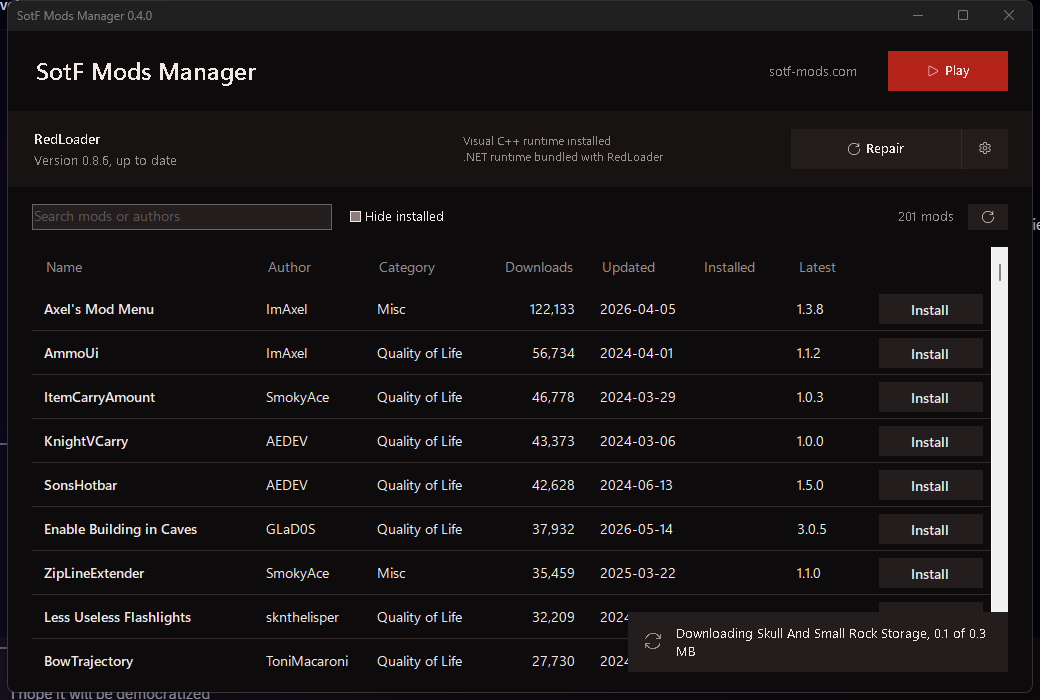 SotF Mods Manager 0.4.0
SotF Mods Manager
sotf-mods.com
Play
RedLoader
Version 0.8.6, up to date
Visual C++ runtime installed
.NET runtime bundled with RedLoader
Repair
Search mods or authors
Hide installed
201 mods
Name Author Category Downloads Updated Installed Latest
Axel's Mod Menu ImAxel Misc 122,133 2026-04-05 1.3.8 Install
AmmoUi ImAxel Quality of Life 56,734 2024-04-01 1.1.2 Install
ItemCarryAmount SmokyAce Quality of Life 46,778 2024-03-29 1.0.3 Install
KnightVCarry AEDEV Quality of Life 43,373 2024-03-06 1.0.0 Install
SonsHotbar AEDEV Quality of Life 42,628 2024-06-13 1.5.0 Install
Enable Building in Caves GLaD0S Quality of Life 37,932 2026-05-14 3.0.5 Install
ZipLineExtender SmokyAce Misc 35,459 2025-03-22 1.1.0 Install
Less Useless Flashlights sknthelisper Quality of Life 32,209 2024
BowTrajectory ToniMacaroni Quality of Life 27,730 2024
Downloading Skull And Small Rock Storage, 0.1 of 0.3
MB
I hope it will be democratized